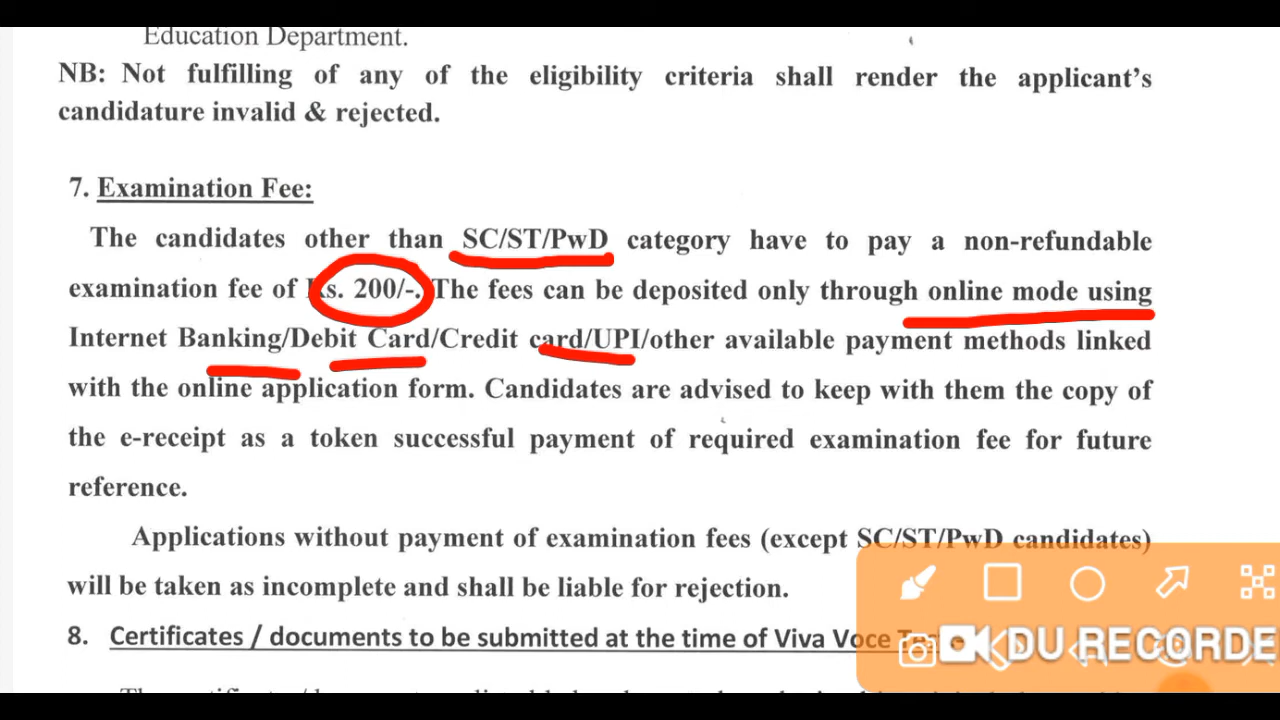 Education Department.
NB: Not fulfilling of any of the eligibility criteria shall render the applicant's
candidature invalid & rejected.
7. Examination Fee:
The candidates other than SC/ST/PwD category have to pay a non-refundable
examination fee of Rs. 200/-. The fees can be deposited only through online mode using
Internet Banking/Debit Card/Credit card/UPI/other available payment methods linked
with the online application form. Candidates are advised to keep with them the copy of
the e-receipt as a token successful payment of required examination fee for future
reference.
Applications without payment of examination fees (except SC/ST/PwD candidates)
will be taken as incomplete and shall be liable for rejection.
8. Certificates / documents to be submitted at the time of Viva Voce
DU RECORDE